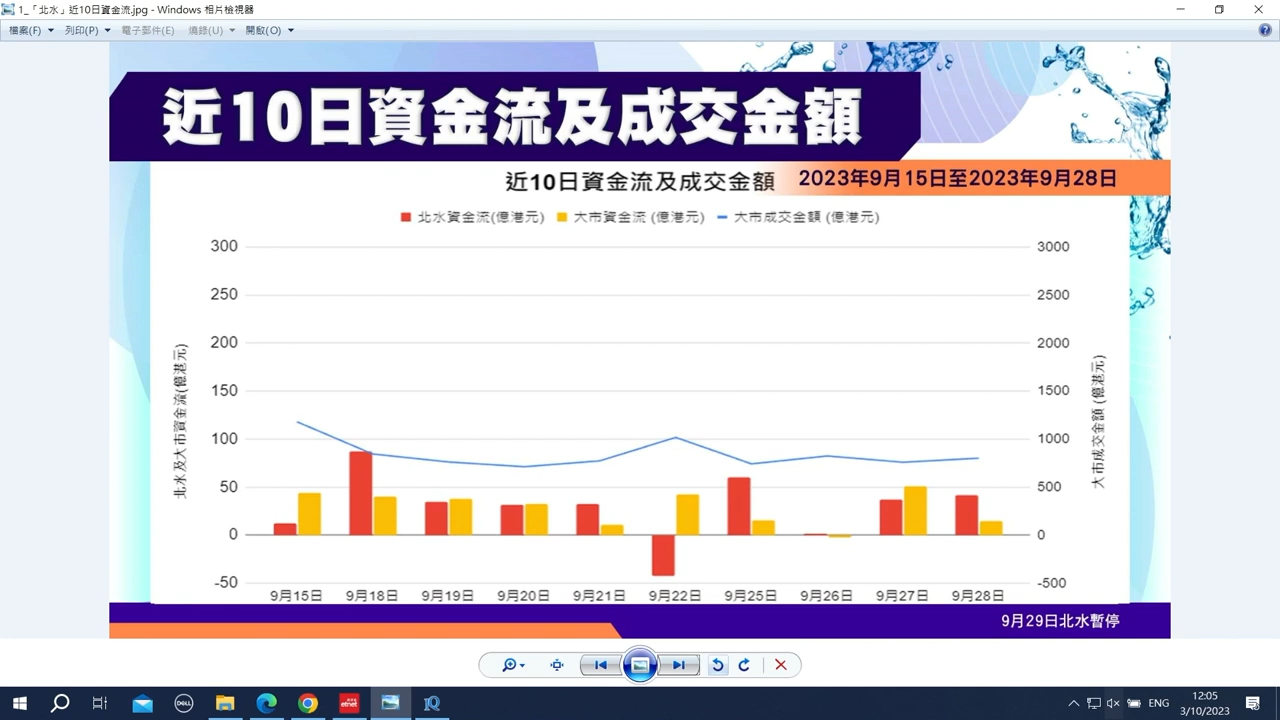 1_「北水」近10日資金流.jpg - Windows 相片檢視器
檔案(F) 列印(P) 電子郵件(E) 燒錄(U) 開啟(O)
近10日資金流及成交金額
近10日資金流及成交金額 2023年9月15日至2023年9月28日
北水資金流(億港元) 大市資金流 (億港元) 大市成交金額 (億港元)
300 3000
250 2500
200 2000
150 1500
100 1000
50 500
0 0
-50 -500
北水及大市資金流(億港元)
大市成交金額 (億港元)
9月15日 9月18日 9月19日 9月20日 9月21日 9月22日 9月25日 9月26日 9月27日 9月28日
9月29日北水暫停
DELL
etnet
IQ
ENG
12:05
3/10/2023